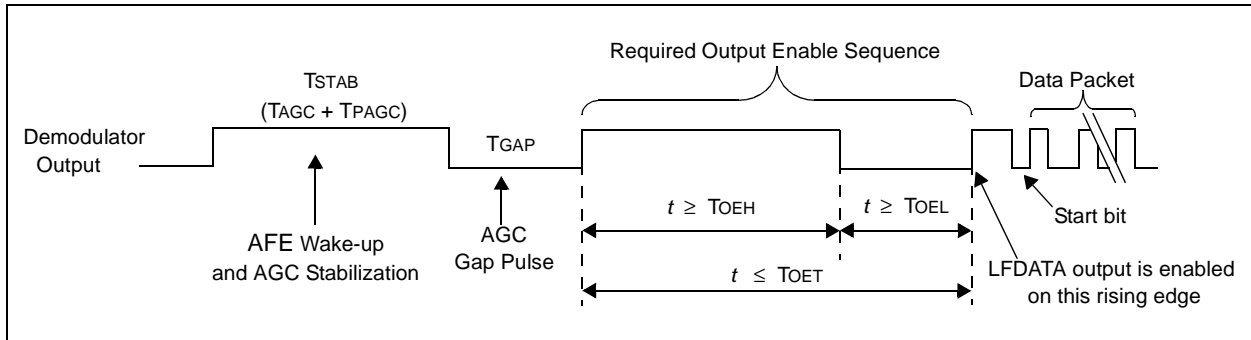 Required Output Enable Sequence
Data Packet
TSTAB
(TAGC + TPAGC)
Demodulator
Output
TGAP
t ≥ TOEH
t ≥ TOEL
Start bit
AFE Wake-up
and AGC Stabilization
AGC
Gap Pulse
t ≤ TOET
LFDATA output is enabled
on this rising edge